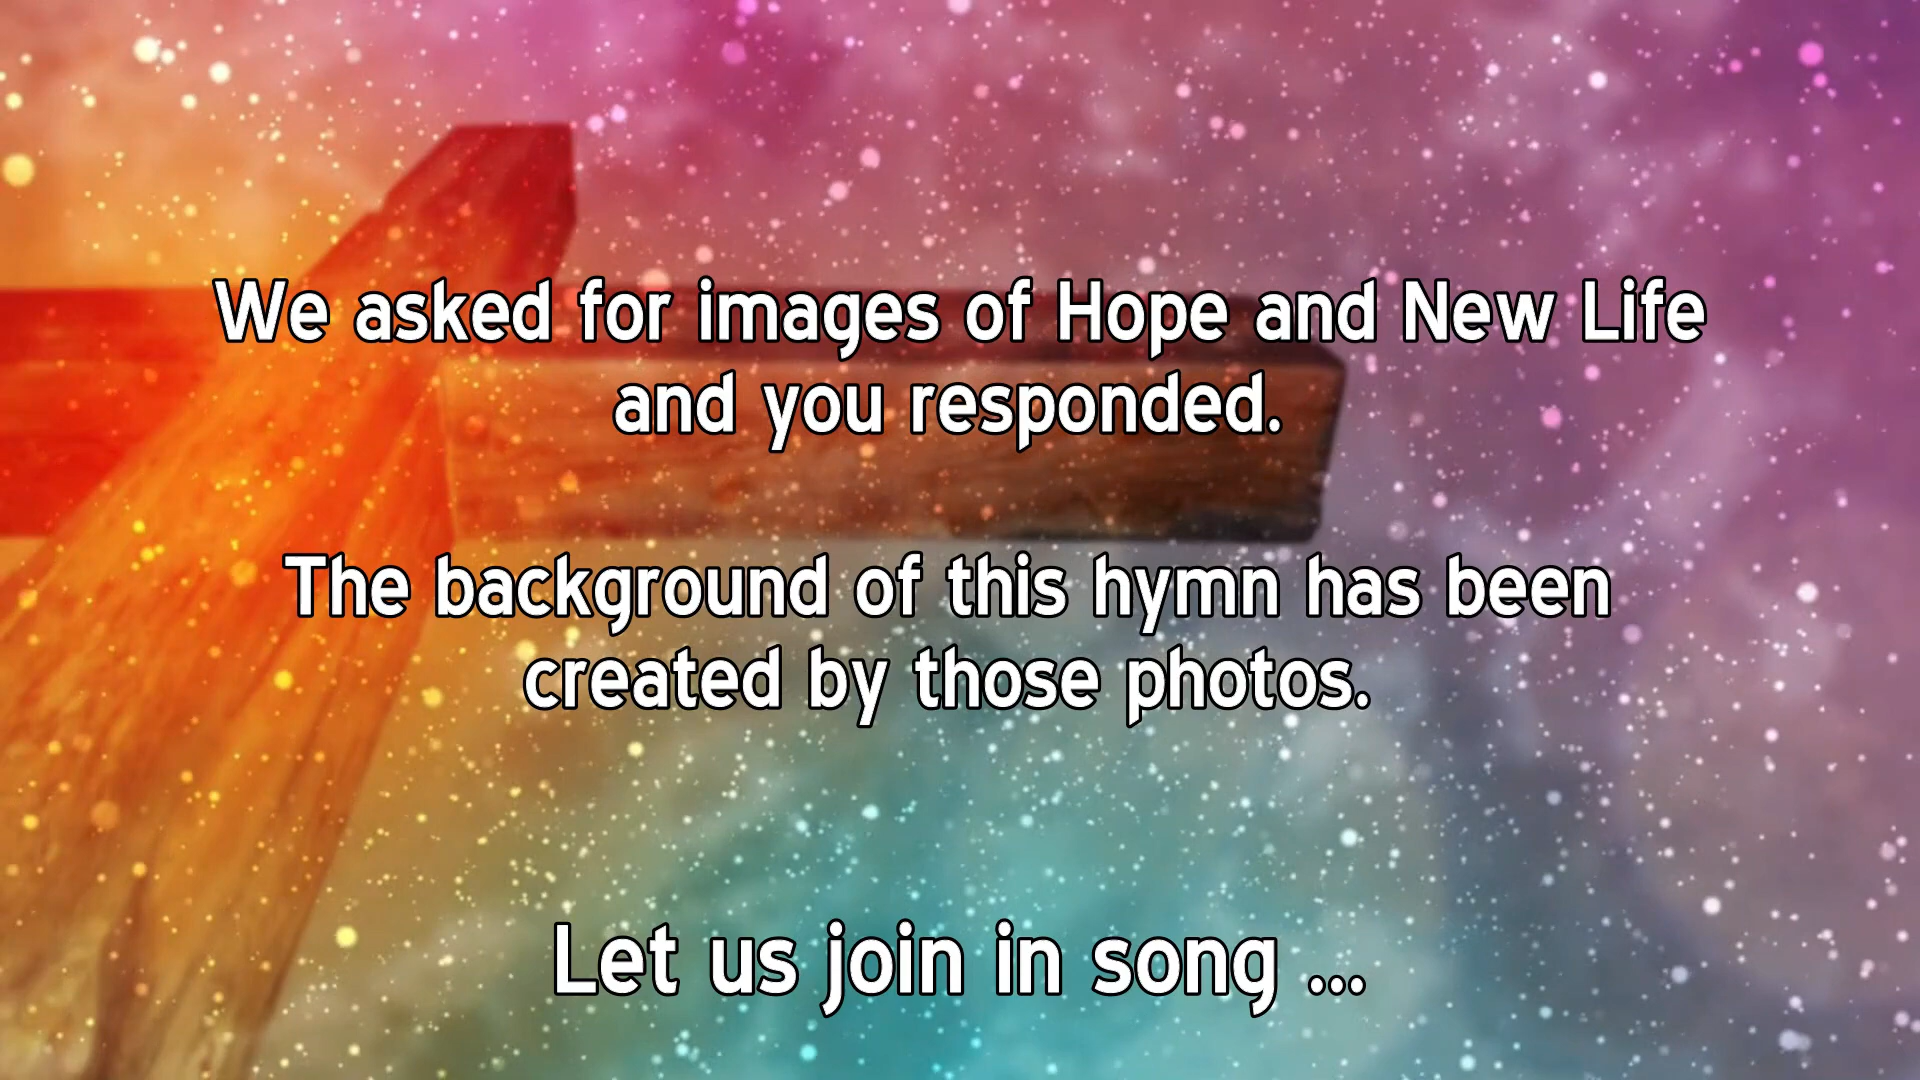 We asked for images of Hope and New Life
and you responded.
The background of this hymn has been
created by those photos.
Let us join in song ...